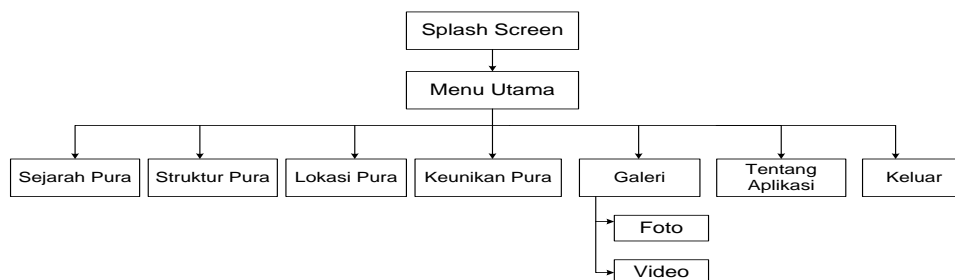 Splash Screen
Menu Utama
Sejarah Pura
Struktur Pura
Lokasi Pura
Keunikan Pura
Galeri
Tentang
Aplikasi
Keluar
Foto
Video